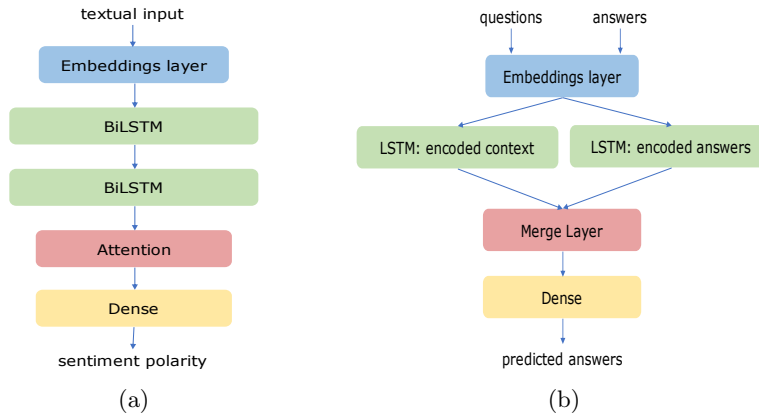 textual input
Embeddings layer
BiLSTM
BiLSTM
Attention
Dense
sentiment polarity
(a)
questions
answers
Embeddings layer
LSTM: encoded context
LSTM: encoded answers
Merge Layer
Dense
predicted answers
(b)